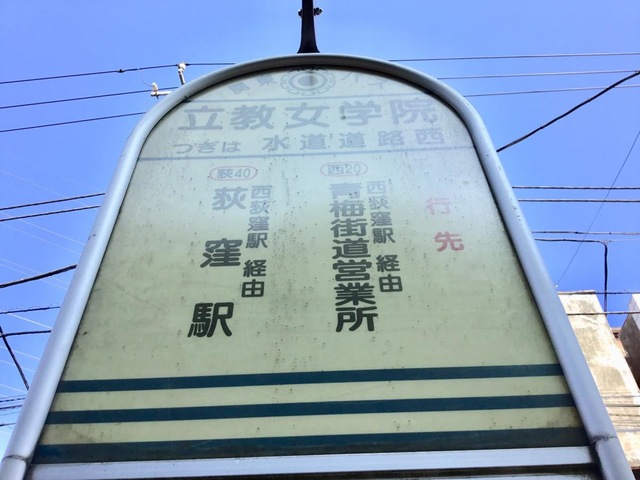 立教女学院
つぎは 水道道路西
行先
西20
西荻窪駅 経由
青梅街道営業所
荻40
西荻窪駅 経由
荻窪駅